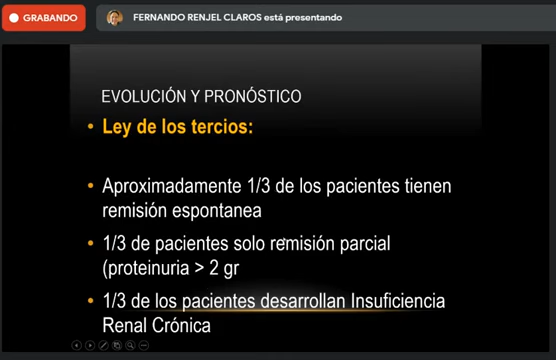 GRABANDO
FERNANDO RENJEL CLAROS está presentando
EVOLUCIÓN Y PRONÓSTICO
• Ley de los tercios:
• Aproximadamente 1/3 de los pacientes tienen
remisión espontanea
• 1/3 de pacientes solo remisión parcial
(proteinuria > 2 gr
• 1/3 de los pacientes desarrollan Insuficiencia
Renal Crónica